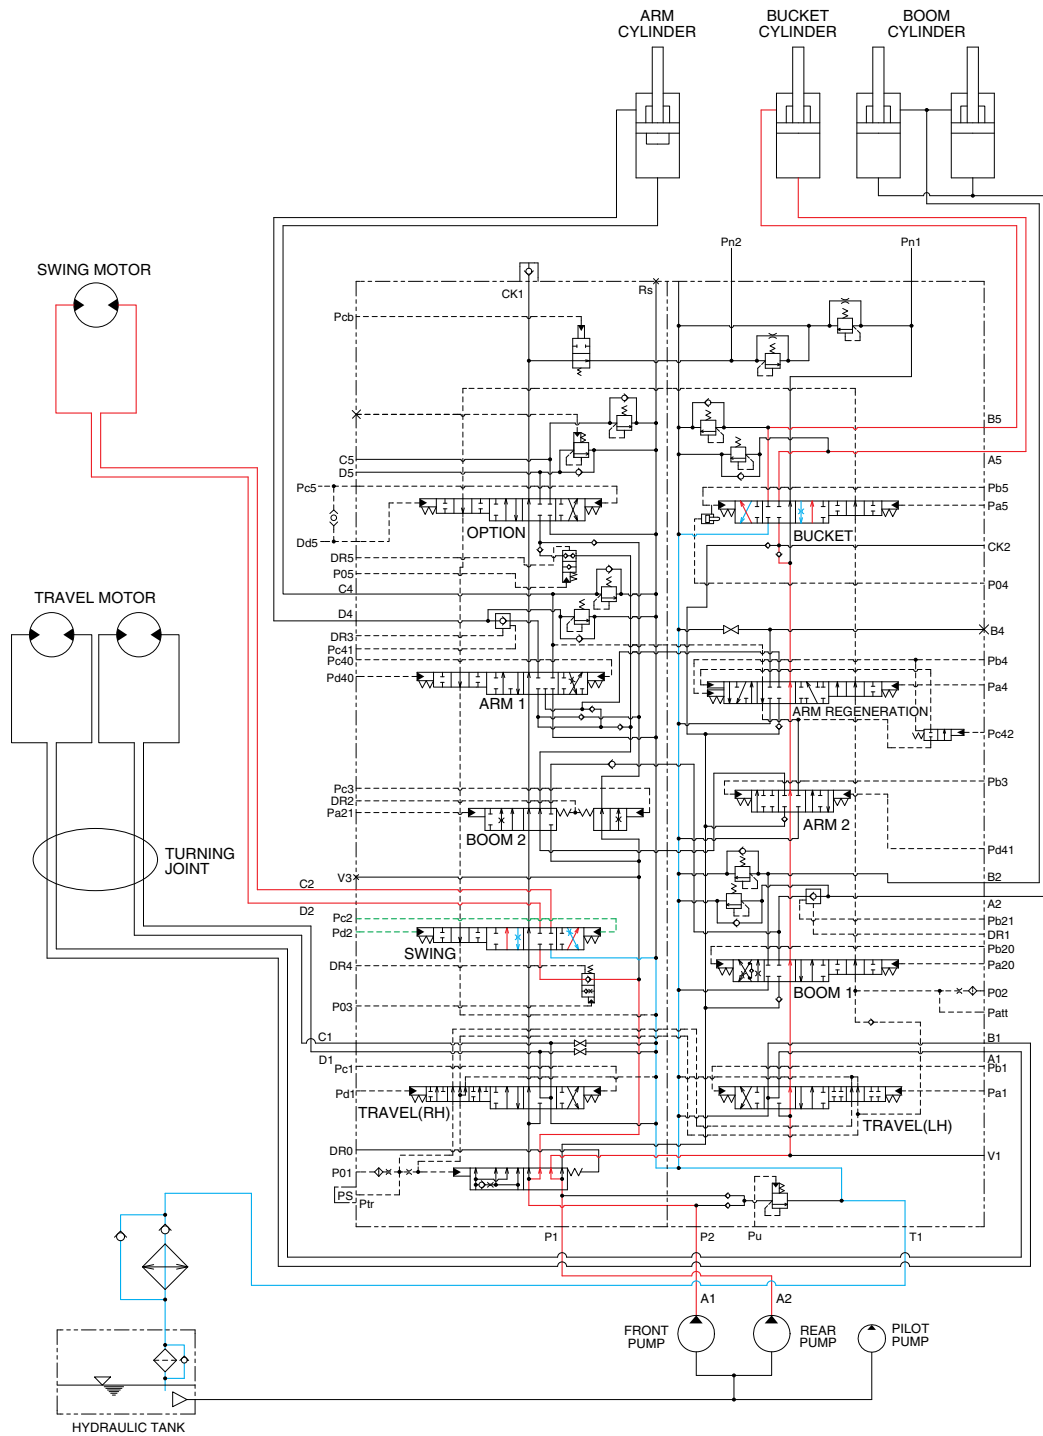 ARM
CYLINDER
BUCKET
CYLINDER
BOOM
CYLINDER
Pn2
Pn1
SWING MOTOR
CK1
Rs
Pcb
B5
C5
D5
A5
Pc5
Pb5
Pa5
OPTION
BUCKET
Dd5
CK2
DR5
P05
P04
C4
TRAVEL MOTOR
D4
DR3
B4
Pc41
Pc40
Pb4
Pd40
Pa4
ARM 1
ARM REGENERATION
Pc42
Pc3
Pb3
DR2
Pa21
BOOM 2
ARM 2
TURNING
JOINT
Pd41
V3
C2
B2
D2
A2
Pc2
Pb21
Pd2
DR1
SWING
Pb20
DR4
Pa20
BOOM 1
P03
P02
Patt
C1
B1
D1
A1
Pc1
Pb1
Pd1
Pa1
TRAVEL(RH)
TRAVEL(LH)
DR0
V1
P01
PS
Ptr
P1
P2
Pu
T1
A1
A2
FRONT
PUMP
REAR
PUMP
PILOT
PUMP
HYDRAULIC TANK